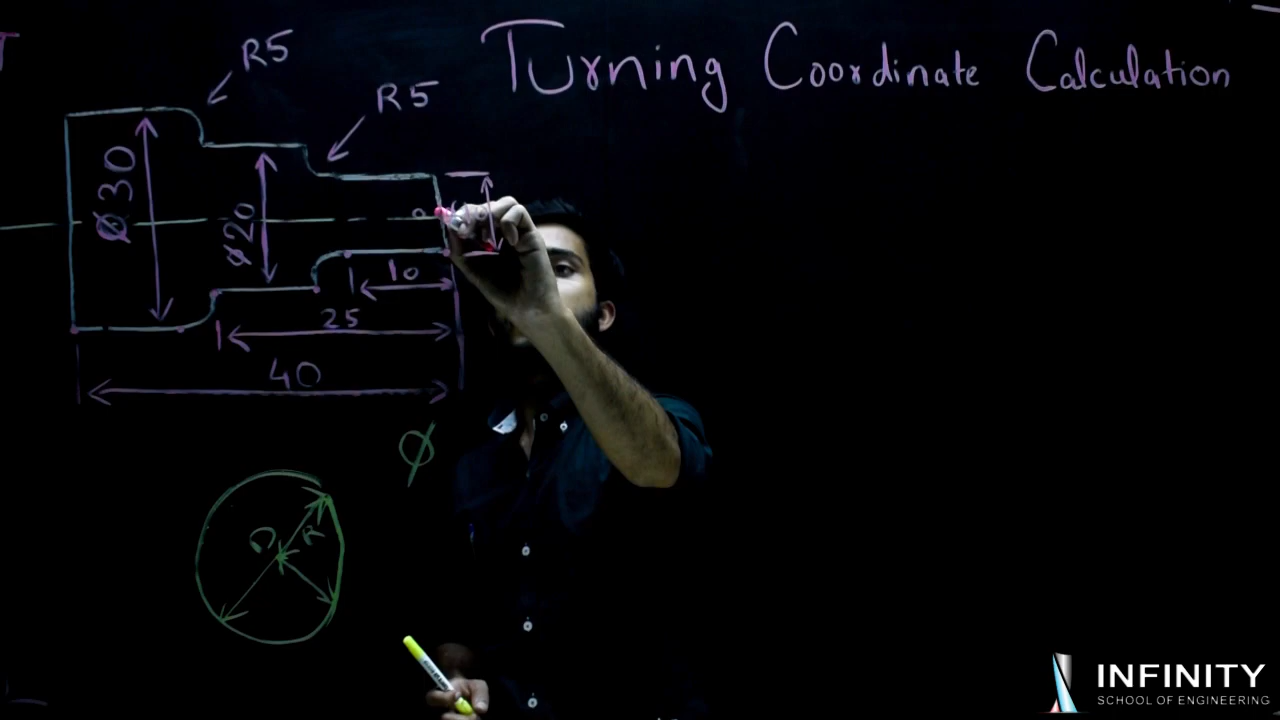 Turning Coordinate Calculation
R5
R5
Ø30
Ø20
10
25
40
Ø
D
R
INFINITY
SCHOOL OF ENGINEERING